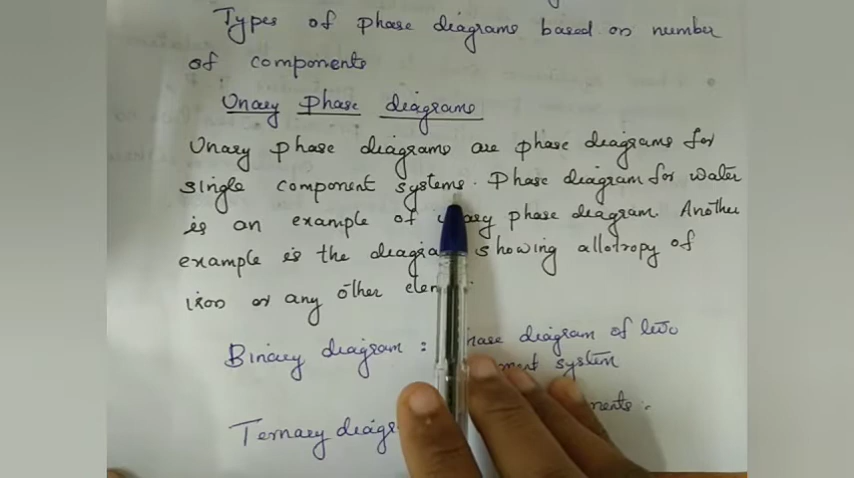 Types of phase diagrams based on number
of components
Unary Phase diagrams
Unary phase diagrams are phase diagrams for
single component systems. Phase diagram for water
is an example of phase diagram. Another
example is the showing allotropy of
iron or any other
Binary diagram : diagram of two
system
Ternary